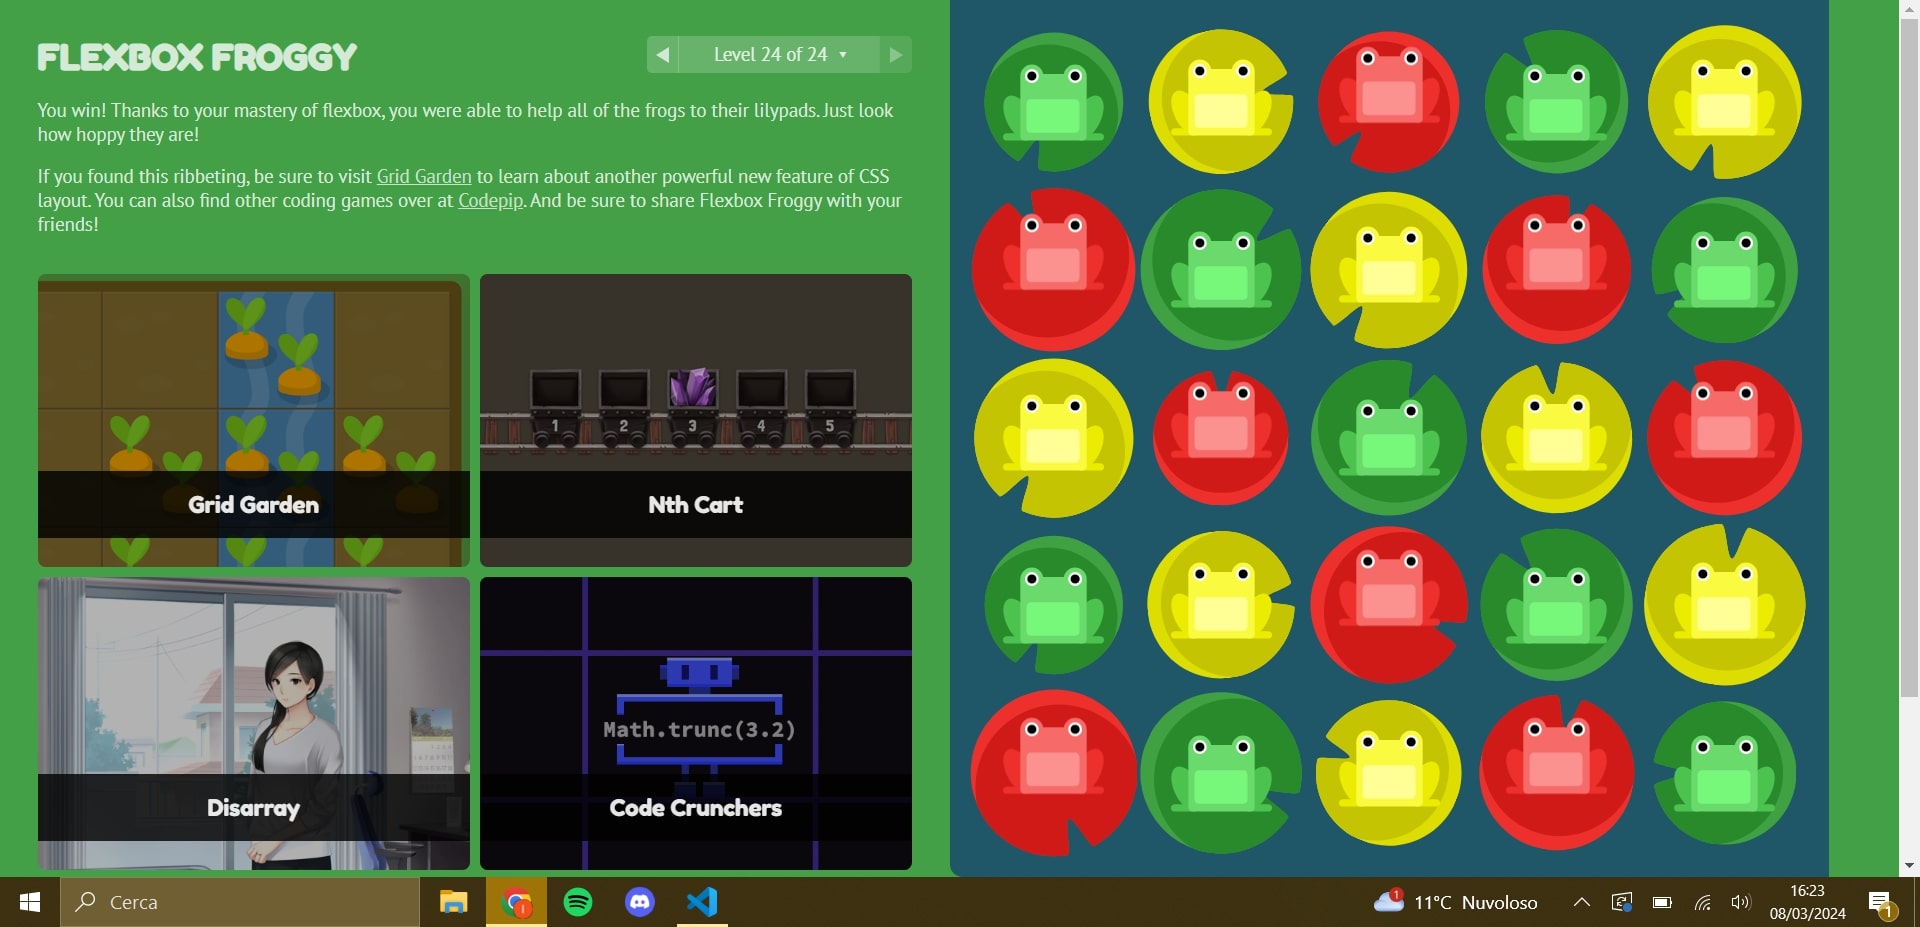 FLEXBOX FROGGY
Level 24 of 24
You win! Thanks to your mastery of flexbox, you were able to help all of the frogs to their lilypads. Just look
how hoppy they are!
If you found this ribbeting, be sure to visit Grid Garden to learn about another powerful new feature of CSS
layout. You can also find other coding games over at Codepip. And be sure to share Flexbox Froggy with your
friends!
Grid Garden
1 2 3 4 5
Nth Cart
Disarray
Math.trunc(3.2)
Code Crunchers
Cerca
1
11°C Nuvoloso
16:23
08/03/2024
1